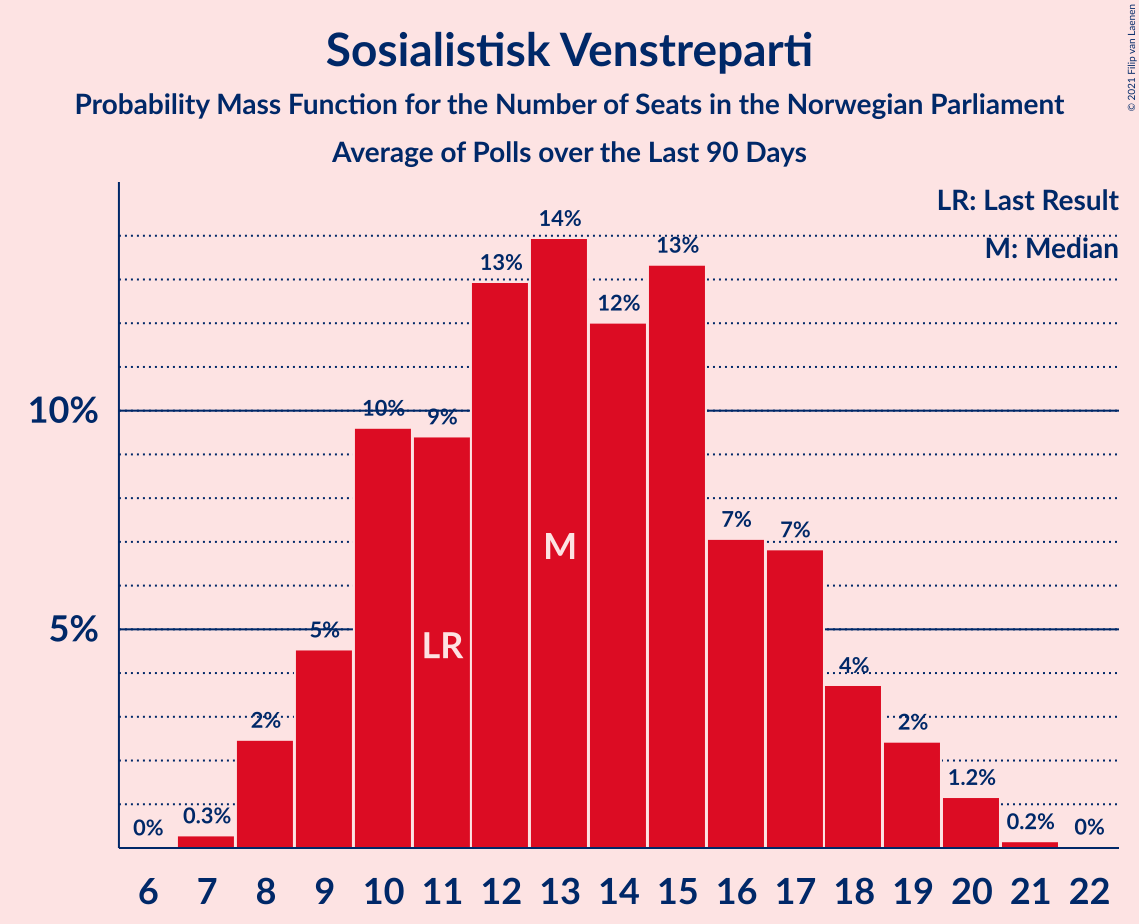 Sosialistisk Venstreparti
Probability Mass Function for the Number of Seats in the Norwegian Parliament
Average of Polls over the Last 90 Days
© 2021 Filip van Laenen
LR: Last Result
M: Median
14%
13%
13%
12%
10%
10%
9%
7%
7%
M
5%
5%
LR
4%
2%
2%
1.2%
0%
0.3%
0.2%
0%
6 7 8 9 10 11 12 13 14 15 16 17 18 19 20 21 22